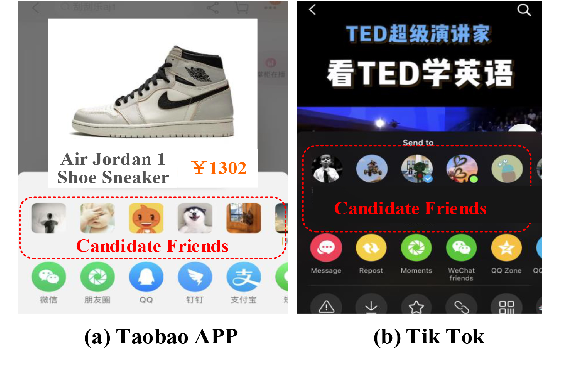 Air Jordan 1
Shoe Sneaker
￥1302
Candidate Friends
微信
朋友圈
QQ
钉钉
支付宝
(a) Taobao APP
TED超级演讲家
看TED学英语
Send to
Candidate Friends
Message
Repost
Moments
WeChat
friends
QQ Zone
(b) Tik Tok